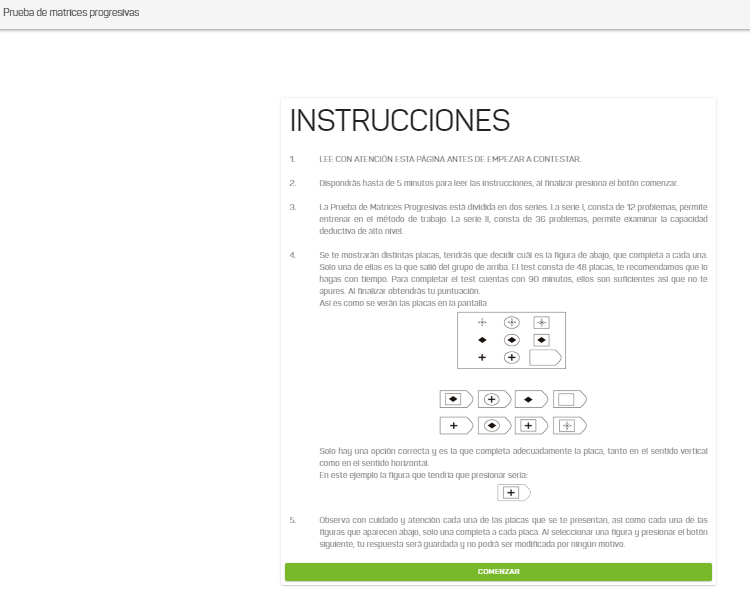 Prueba de matrices progresivas
INSTRUCCIONES
1. LEE CON ATENCIÓN ESTA PÁGINA ANTES DE EMPEZAR A CONTESTAR.
2. Dispondrás hasta de 5 minutos para leer las instrucciones, al finalizar presiona el botón comenzar.
3. La Prueba de Matrices Progresivas está dividida en dos series. La serie I, consta de 12 problemas, permite
entrenar en el método de trabajo. La serie II, consta de 36 problemas, permite examinar la capacidad
deductiva de alto nivel.
4. Se te mostrarán distintas placas, tendrás que decidir cuál es la figura de abajo, que completa a cada una.
Solo una de ellas es la que salió del grupo de arriba. El test consta de 48 placas, te recomendamos que lo
hagas con tiempo. Para completar el test cuentas con 90 minutos, ellos son suficientes así que no te
apures. Al finalizar obtendrás tu puntuación.
Así es como se verán las placas en la pantalla
Solo hay una opción correcta y es la que completa adecuadamente la placa, tanto en el sentido vertical
como en el sentido horizontal.
En este ejemplo la figura que tendría que presionar sería:
5. Observa con cuidado y atención cada una de las placas que se te presentan, así como cada una de las
figuras que aparecen abajo, solo una completa a cada placa. Al seleccionar una figura y presionar el botón
siguiente, tu respuesta será guardada y no podrá ser modificada por ningún motivo.
COMENZAR